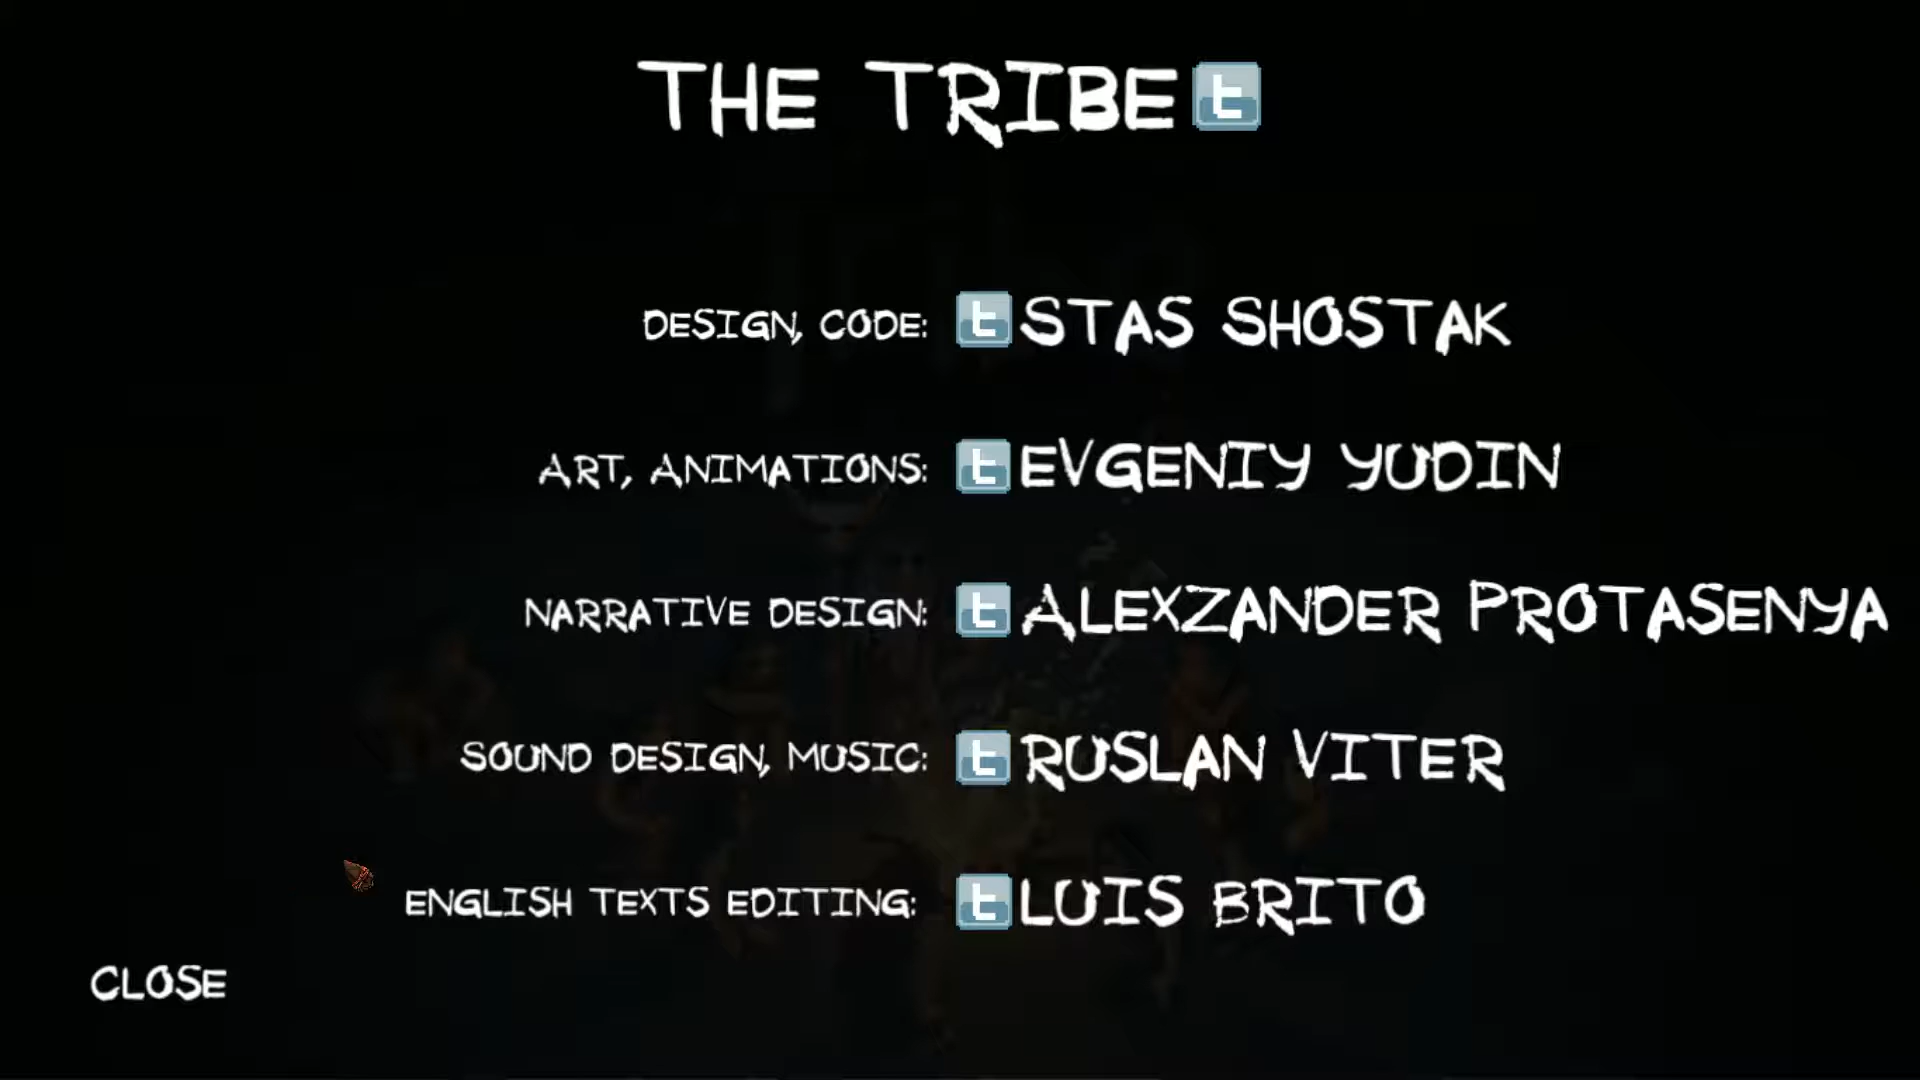 THE TRIBE
DESIGN, CODE: STAS SHOSTAK
ART, ANIMATIONS: EVGENIY YUDIN
NARRATIVE DESIGN: ALEXZANDER PROTASENYA
SOUND DESIGN, MUSIC: RUSLAN VITER
ENGLISH TEXTS EDITING: LUIS BRITO
CLOSE